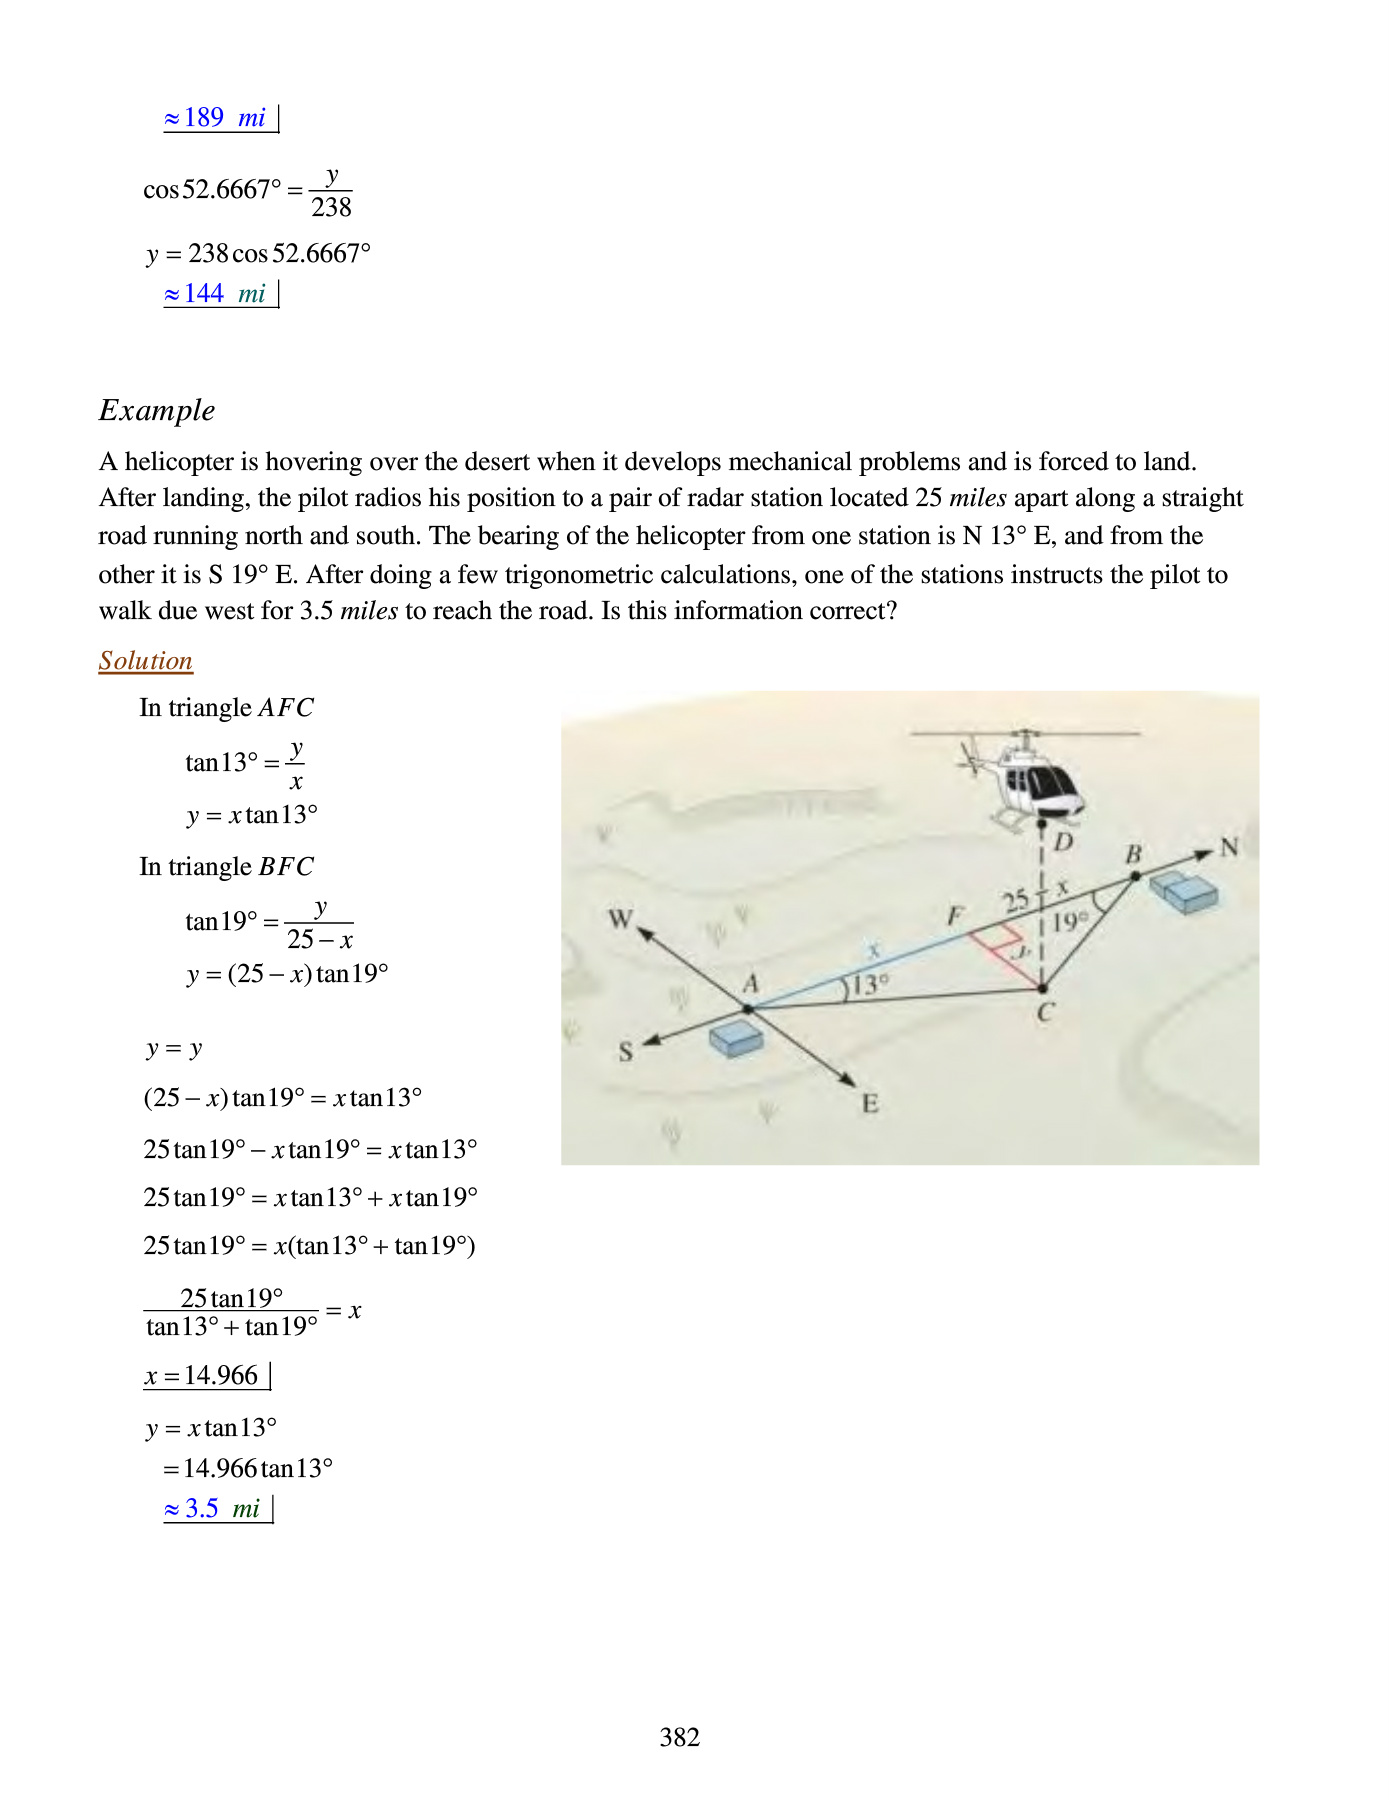 ≈ 189 mi
cos 52.6667° = y/238
y = 238 cos 52.6667°
≈ 144 mi
Example
A helicopter is hovering over the desert when it develops mechanical problems and is forced to land.
After landing, the pilot radios his position to a pair of radar station located 25 miles apart along a straight
road running north and south. The bearing of the helicopter from one station is N 13° E, and from the
other it is S 19° E. After doing a few trigonometric calculations, one of the stations instructs the pilot to
walk due west for 3.5 miles to reach the road. Is this information correct?
Solution
In triangle AFC
tan 13° = y/x
y = x tan 13°
In triangle BFC
tan 19° = y/(25 − x)
y = (25 − x) tan 19°
y = y
(25 − x) tan 19° = x tan 13°
25 tan 19° − x tan 19° = x tan 13°
25 tan 19° = x tan 13° + x tan 19°
25 tan 19° = x(tan 13° + tan 19°)
25 tan 19°/(tan 13° + tan 19°) = x
x = 14.966
y = x tan 13°
= 14.966 tan 13°
≈ 3.5 mi
D
B
N
25 − x
F
19°
W
x
y
A
13°
C
S
E
382